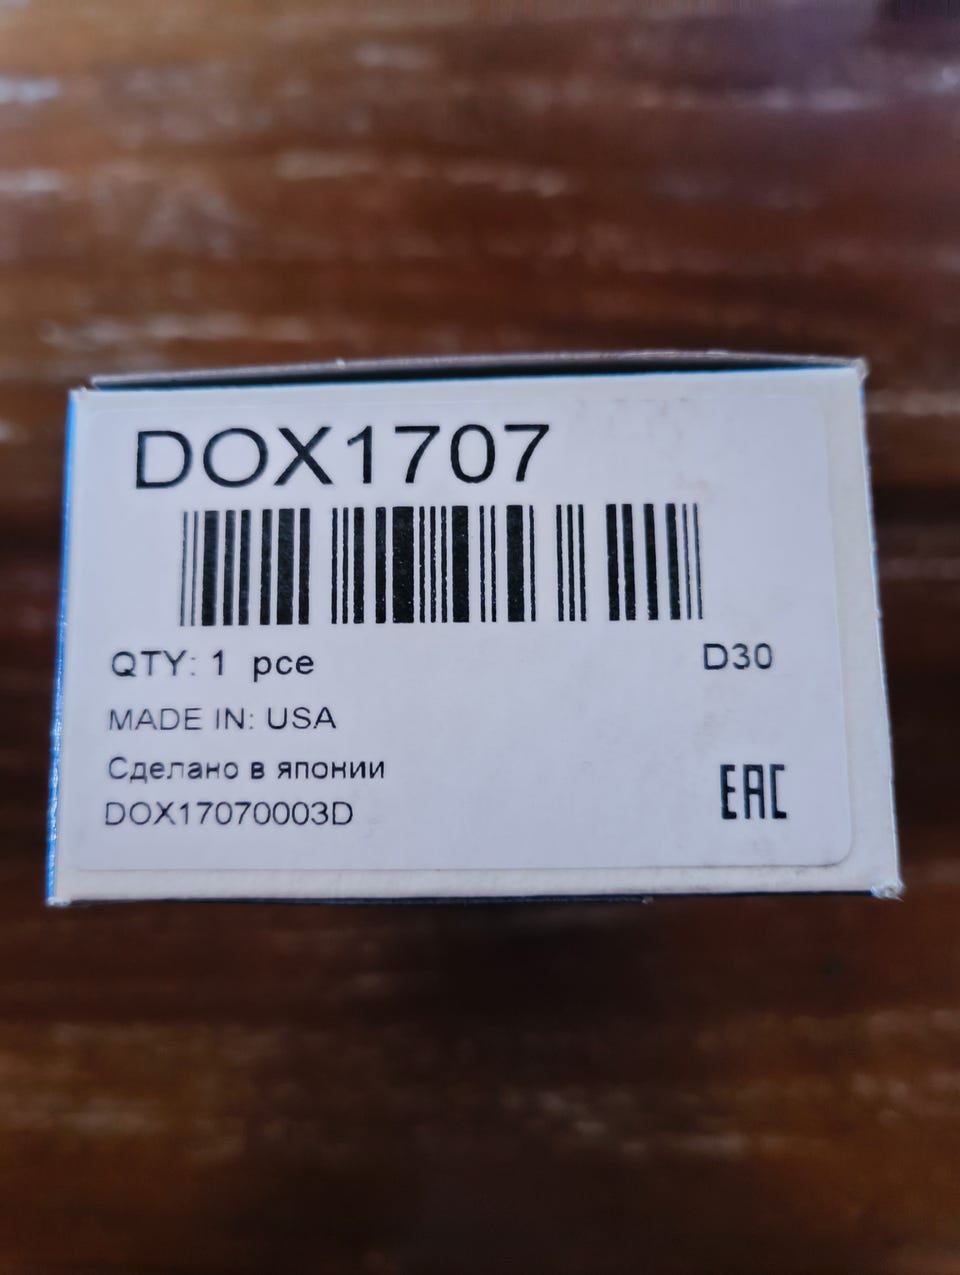 DOX1707
QTY: 1 pce D30
MADE IN: USA
Сделано в японии
DOX17070003D EAC